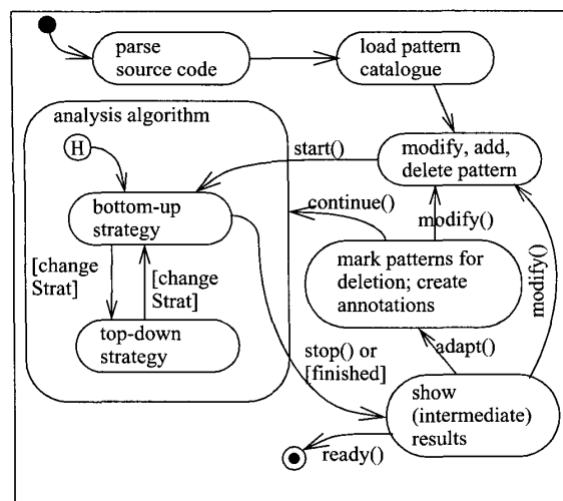 parse
source code
load pattern
catalogue
analysis algorithm
H
start()
modify, add,
delete pattern
bottom-up
strategy
continue()
modify()
[change
Strat]
[change
Strat]
mark patterns for
deletion; create
annotations
modify()
top-down
strategy
stop() or
[finished]
adapt()
show
(intermediate)
results
ready()